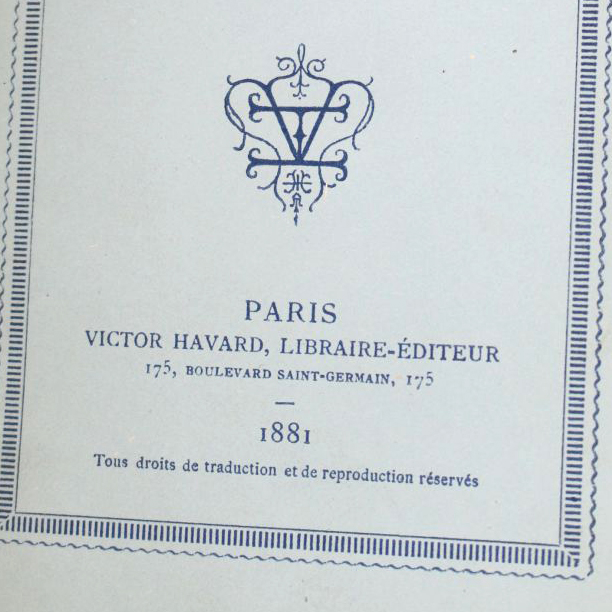 PARIS
VICTOR HAVARD, LIBRAIRE-ÉDITEUR
175, BOULEVARD SAINT-GERMAIN, 175
1881
Tous droits de traduction et de reproduction réservés